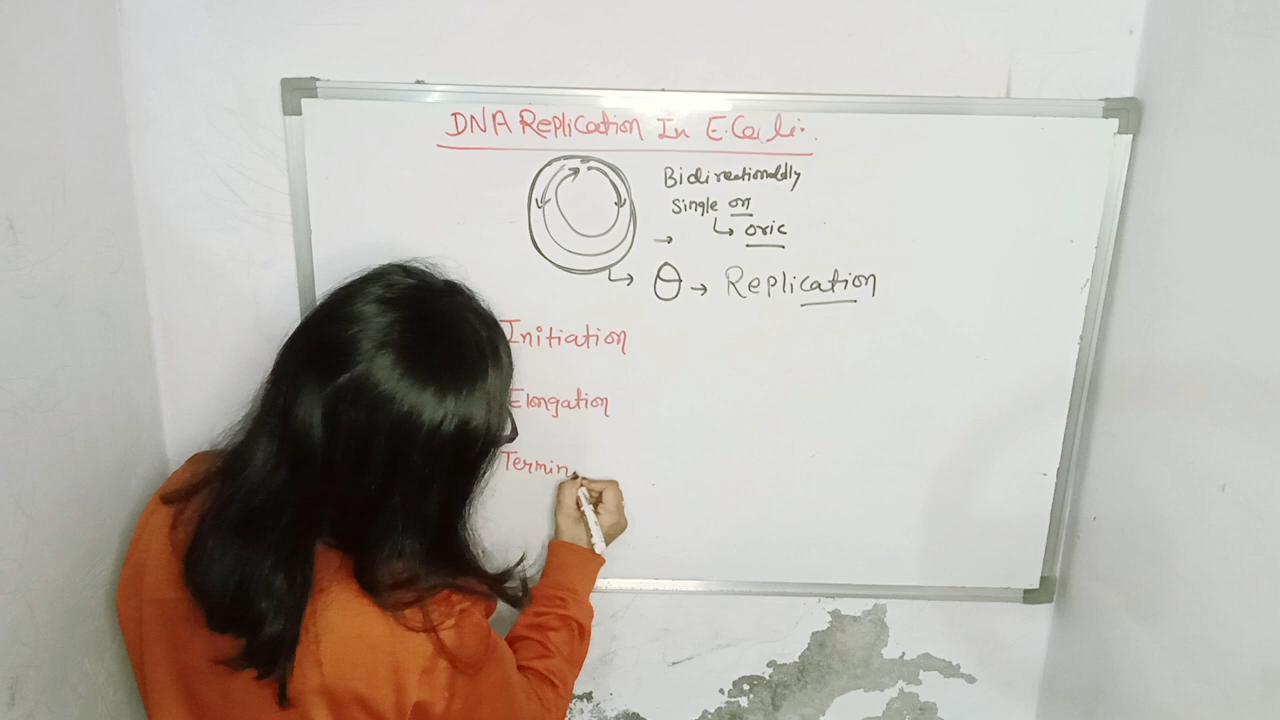 DNA Replication In E. Coli.
Bidirectionally
Single ori
↳ oric
→
↳ θ → Replication
Initiation
Elongation
Termin